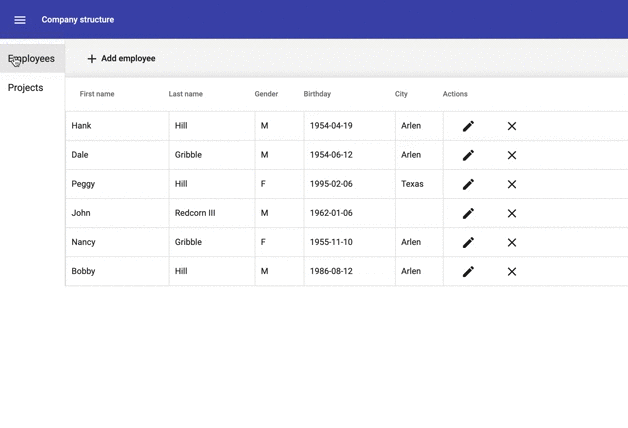 Company structure
Employees
Projects
Add employee
First name Last name Gender Birthday City Actions
Hank Hill M 1954-04-19 Arlen
Dale Gribble M 1954-06-12 Arlen
Peggy Hill F 1995-02-06 Texas
John Redcorn III M 1962-01-06
Nancy Gribble F 1955-11-10 Arlen
Bobby Hill M 1986-08-12 Arlen